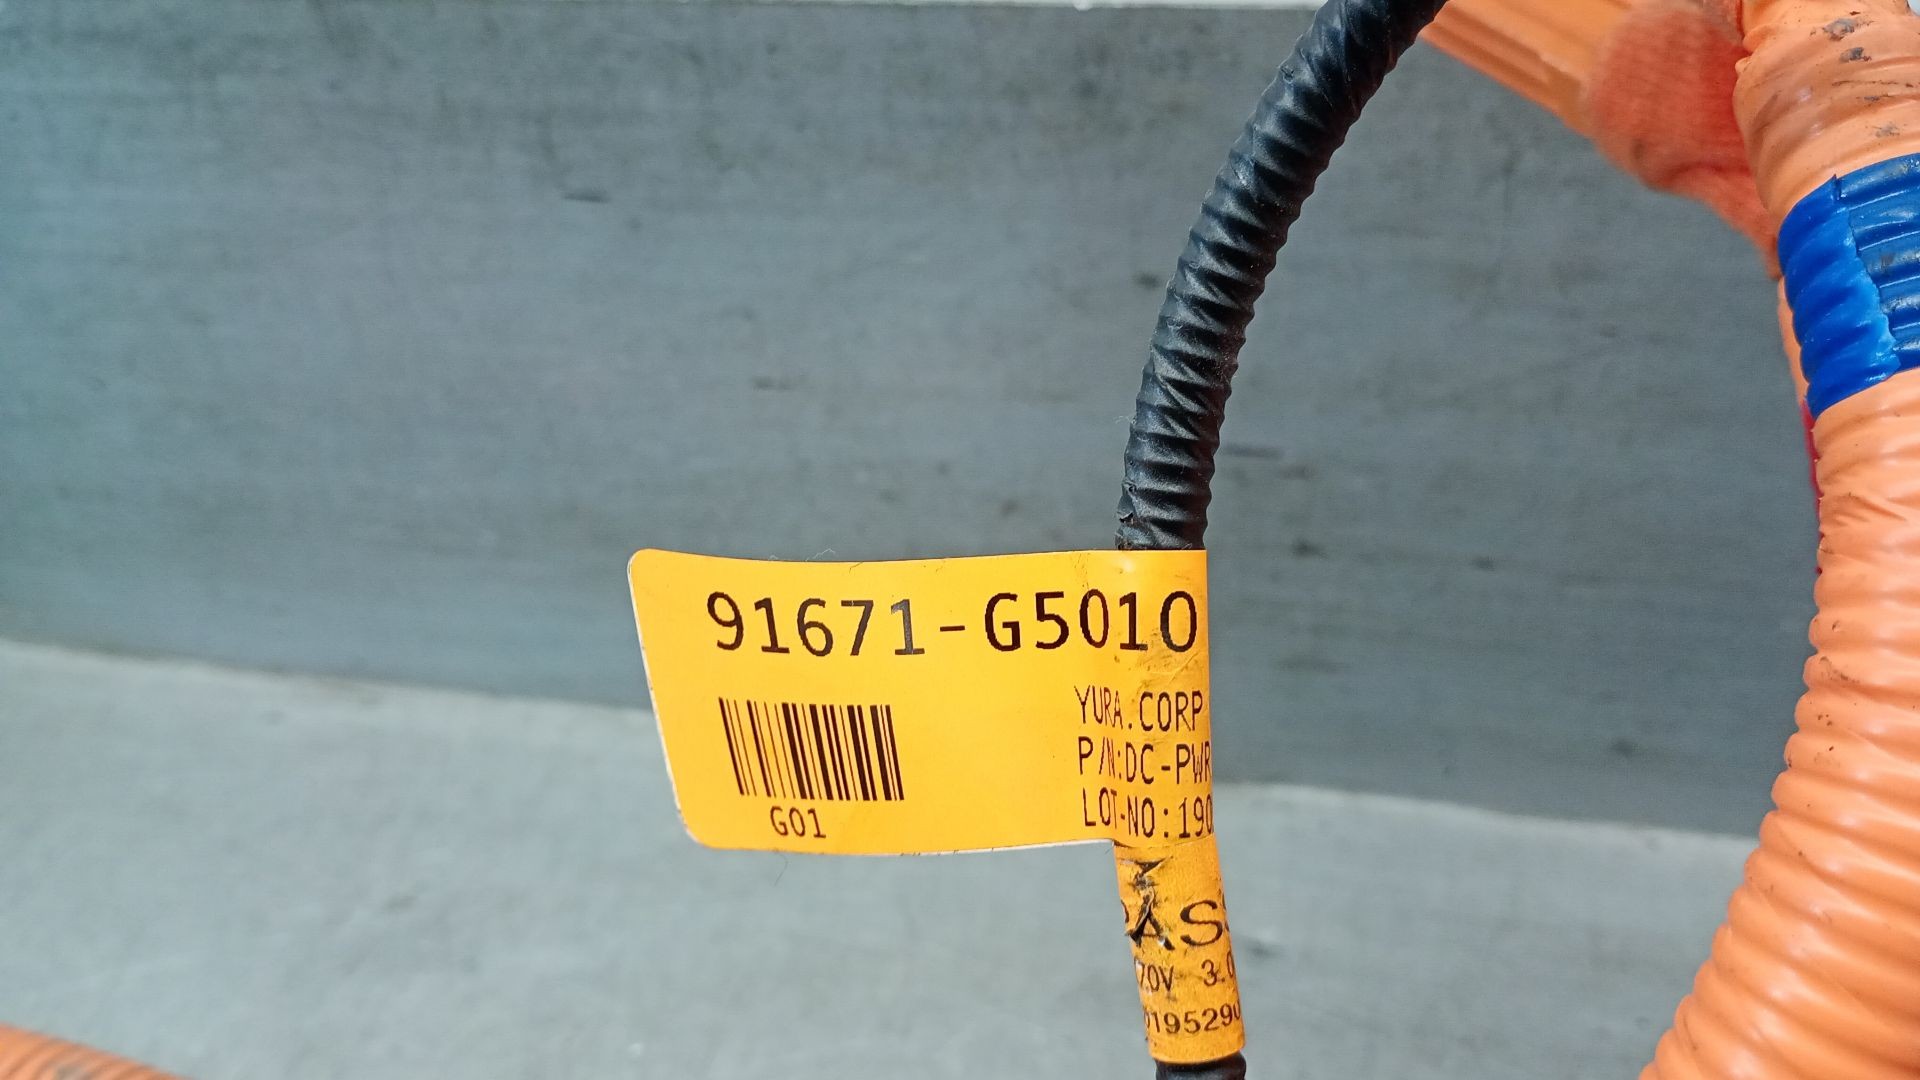 91671-G5010
YURA.CORP
P/N:DC-PWR
LOT-NO:190
G01
PASS
70V 3.0
0195290